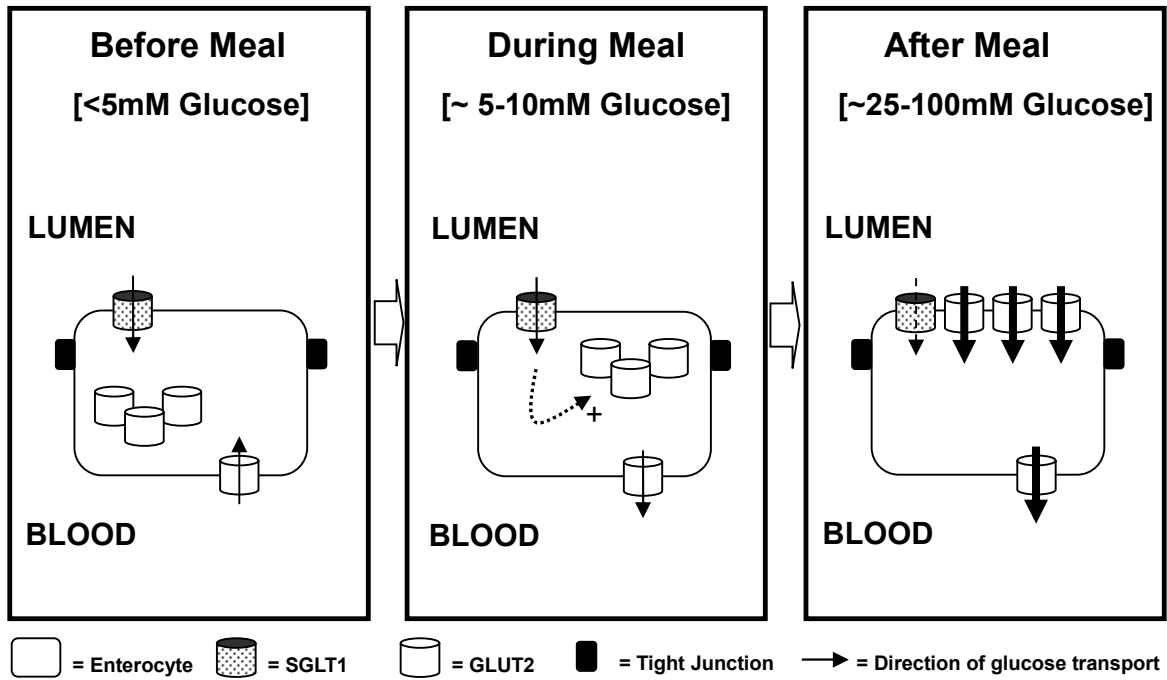 Before Meal
[<5mM Glucose]
LUMEN
BLOOD
During Meal
[~ 5-10mM Glucose]
LUMEN
+
BLOOD
After Meal
[~25-100mM Glucose]
LUMEN
BLOOD
= Enterocyte
= SGLT1
= GLUT2
= Tight Junction
= Direction of glucose transport